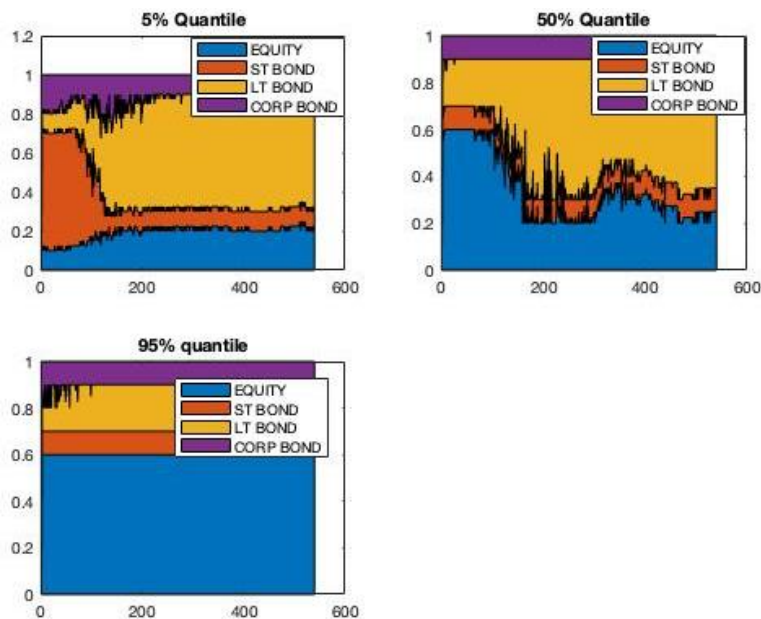 5% Quantile
1.2
1
0.8
0.6
0.4
0.2
0
0 200 400 600
EQUITY
ST BOND
LT BOND
CORP BOND
50% Quantile
1
0.8
0.6
0.4
0.2
0
0 200 400 600
EQUITY
ST BOND
LT BOND
CORP BOND
95% quantile
1
0.8
0.6
0.4
0.2
0
0 200 400 600
EQUITY
ST BOND
LT BOND
CORP BOND